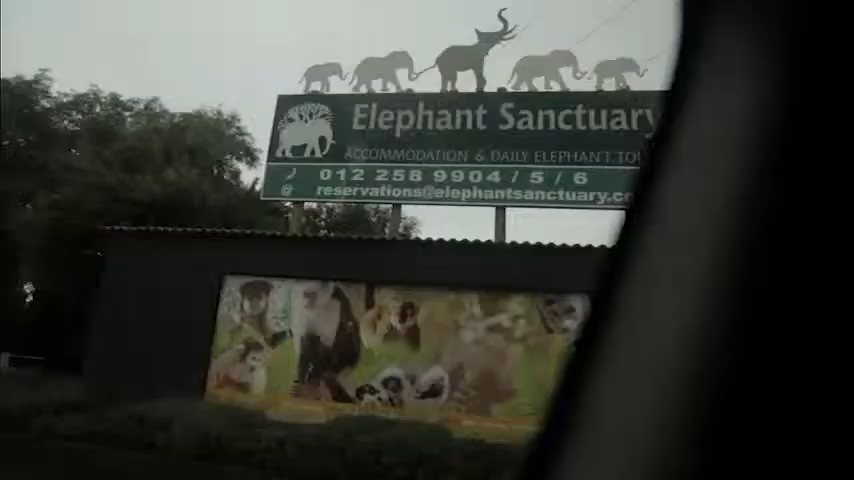 Elephant Sanctuary
ACCOMMODATION & DAILY ELEPHANT TOU
012 258 9904 / 5 / 6
@ reservations@elephantsanctuary.co